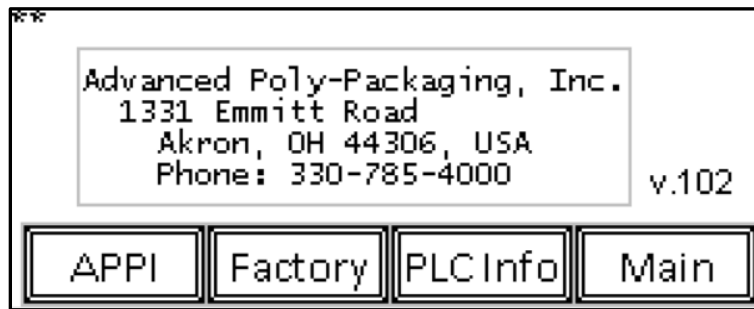 **
Advanced Poly-Packaging, Inc.
1331 Emmitt Road
Akron, OH 44306, USA
Phone: 330-785-4000
v.102
APPI
Factory
PLC Info
Main